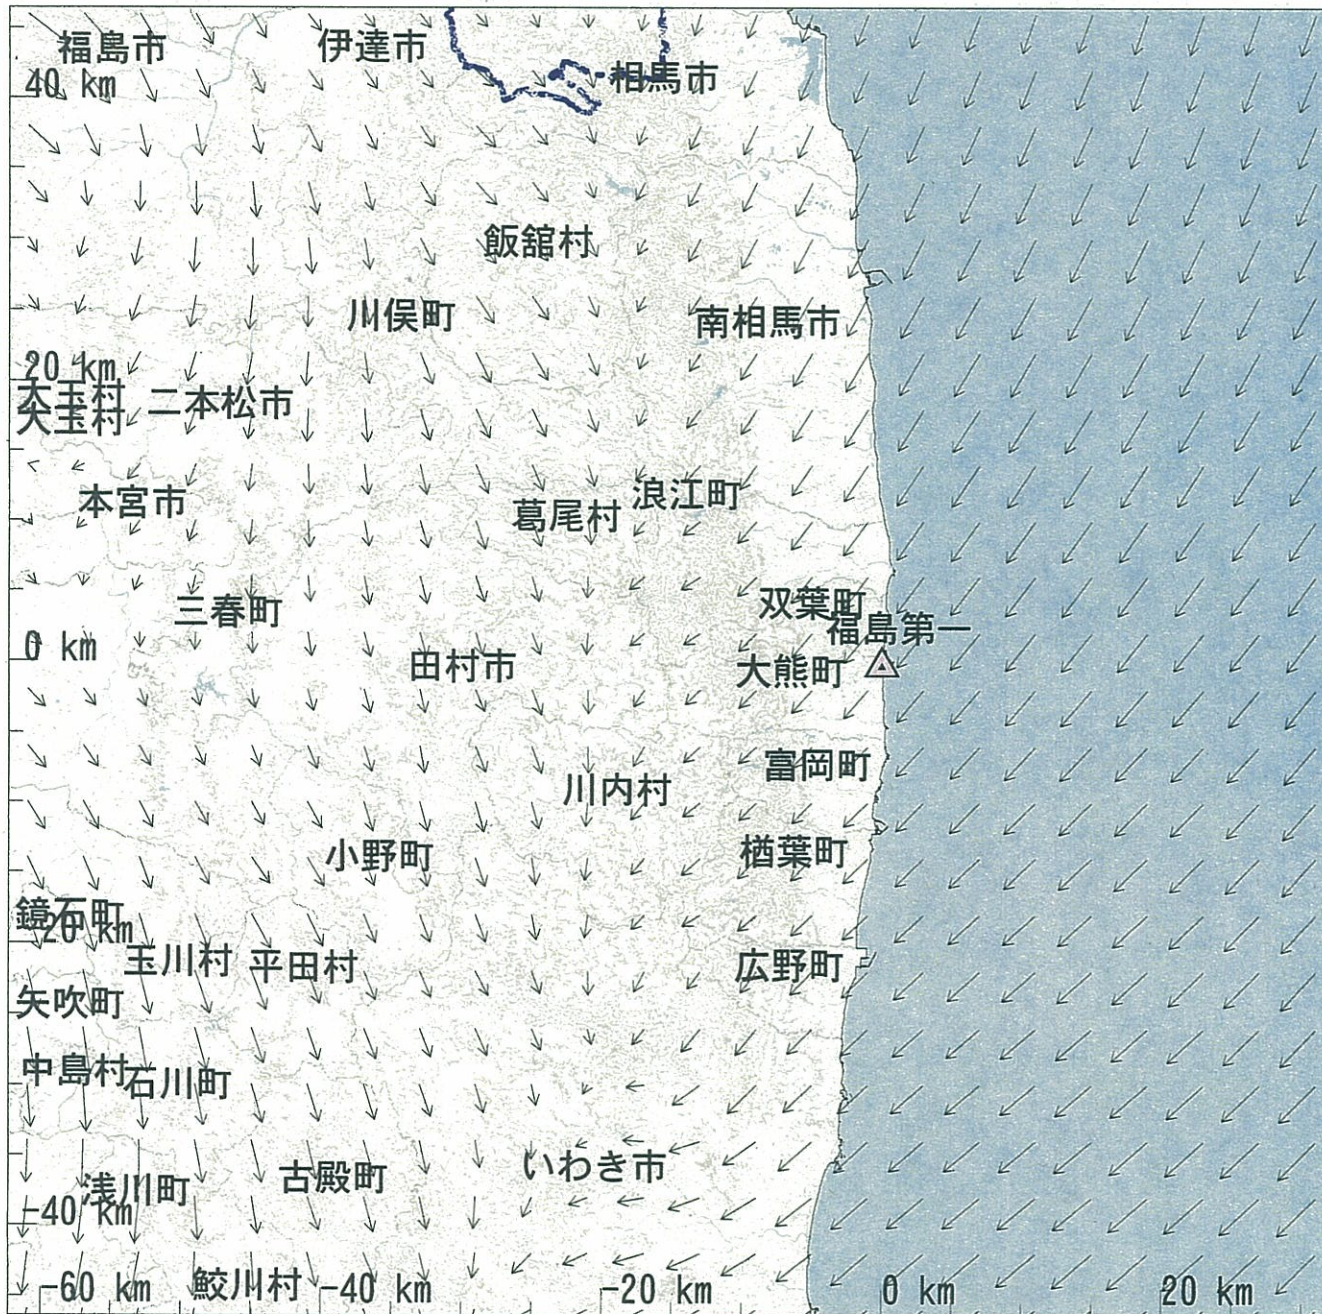 福島市
伊達市
相馬市
40 km
飯舘村
川俣町
南相馬市
20 km
大玉村
二本松市
大玉村
本宮市
浪江町
葛尾村
双葉町
三春町
福島第一
0 km
田村市
大熊町
富岡町
川内村
楢葉町
小野町
鏡石町
-20 km
玉川村
平田村
広野町
矢吹町
中島村
石川町
いわき市
古殿町
浅川町
-40 km
-60 km
鮫川村
-40 km
-20 km
0 km
20 km